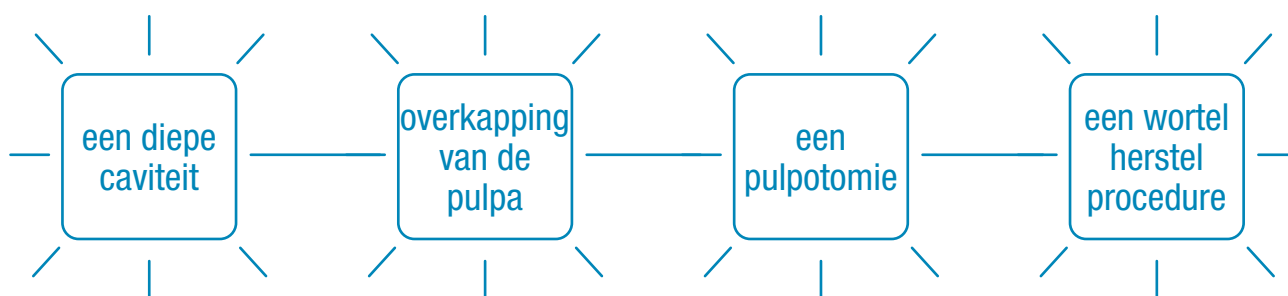 een diepe
caviteit
overkapping
van de
pulpa
een
pulpotomie
een wortel
herstel
procedure